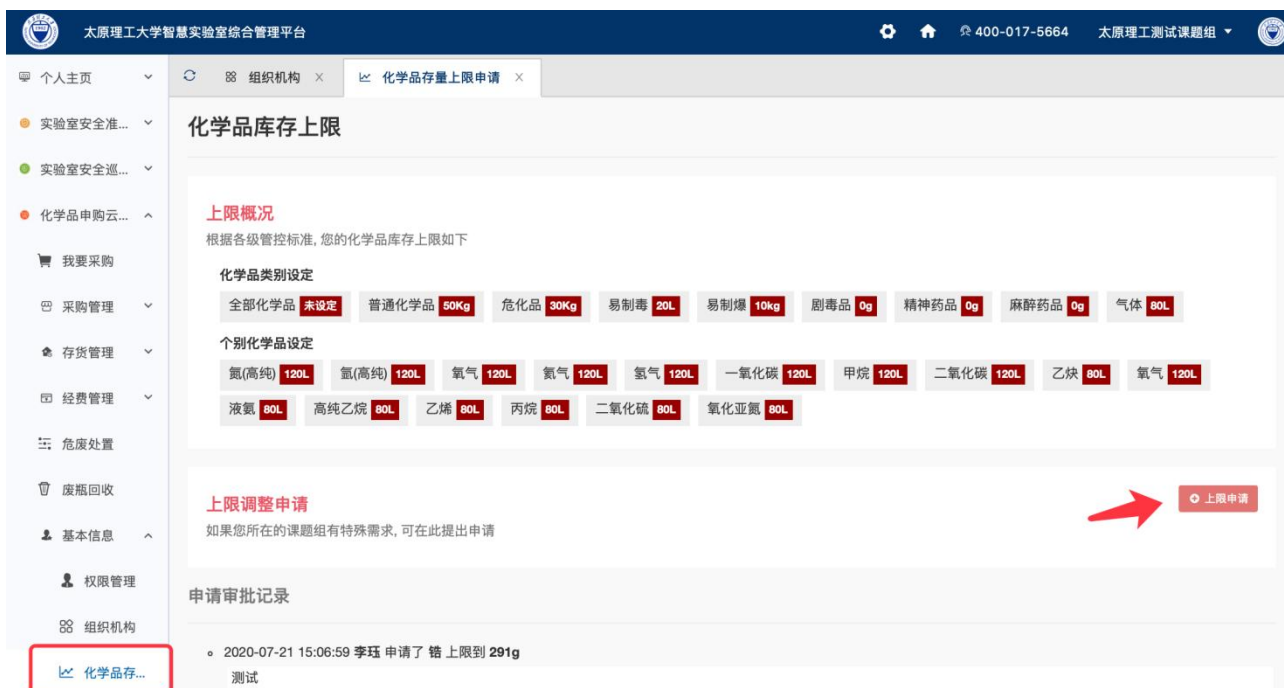 太原理工大学智慧实验室综合管理平台
400-017-5664
太原理工测试课题组
个人主页
实验室安全准...
实验室安全巡...
化学品申购云...
我要采购
采购管理
存货管理
经费管理
危废处置
废瓶回收
基本信息
权限管理
组织机构
化学品存...
组织机构 ×
化学品存量上限申请 ×
化学品库存上限
上限概况
根据各级管控标准, 您的化学品库存上限如下
化学品类别设定
全部化学品 未设定 普通化学品 50Kg 危化品 30Kg 易制毒 20L 易制爆 10kg 剧毒品 0g 精神药品 0g 麻醉药品 0g 气体 80L
个别化学品设定
氮(高纯) 120L 氩(高纯) 120L 氧气 120L 氦气 120L 氢气 120L 一氧化碳 120L 甲烷 120L 二氧化碳 120L 乙炔 80L 氧气 120L
液氨 80L 高纯乙烷 80L 乙烯 80L 丙烷 80L 二氧化硫 80L 氧化亚氮 80L
上限调整申请
如果您所在的课题组有特殊需求, 可在此提出申请
上限申请
申请审批记录
2020-07-21 15:06:59 李珏 申请了 锆 上限到 291g
测试